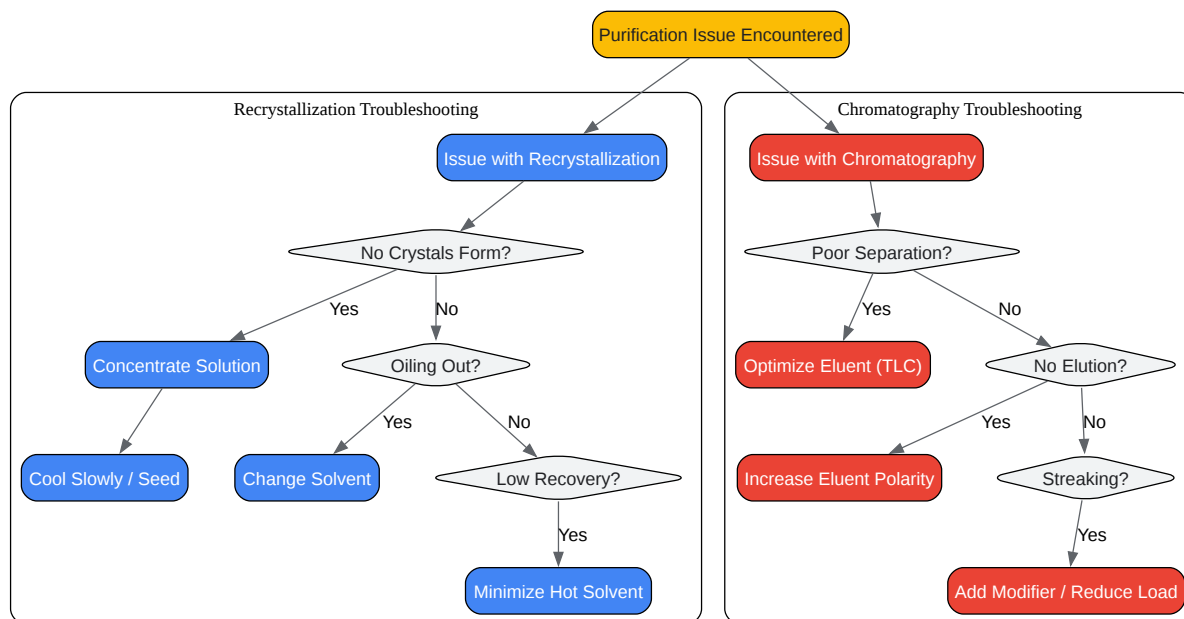 Purification Issue Encountered
Recrystallization Troubleshooting
Chromatography Troubleshooting
Issue with Recrystallization
Issue with Chromatography
No Crystals Form?
Poor Separation?
Yes
No
Yes
No
Concentrate Solution
Oiling Out?
Optimize Eluent (TLC)
No Elution?
Yes
No
Yes
No
Cool Slowly / Seed
Change Solvent
Low Recovery?
Increase Eluent Polarity
Streaking?
Yes
Yes
Minimize Hot Solvent
Add Modifier / Reduce Load